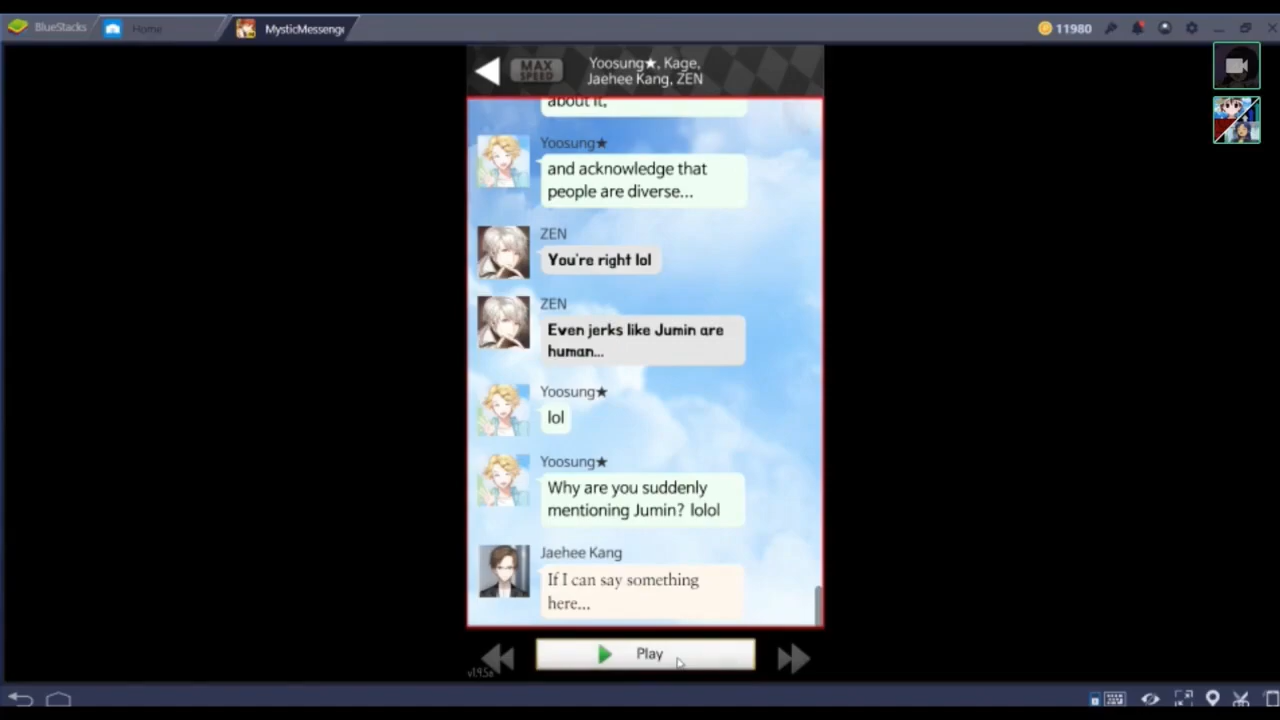 BlueStacks
Home
MysticMesseng
11980
MAX
SPEED
Yoosung★, Kage,
Jaehee Kang, ZEN
about it,
Yoosung★
and acknowledge that
people are diverse...
ZEN
You're right lol
ZEN
Even jerks like Jumin are
human...
Yoosung★
lol
Yoosung★
Why are you suddenly
mentioning Jumin? lolol
Jaehee Kang
If I can say something
here...
Play